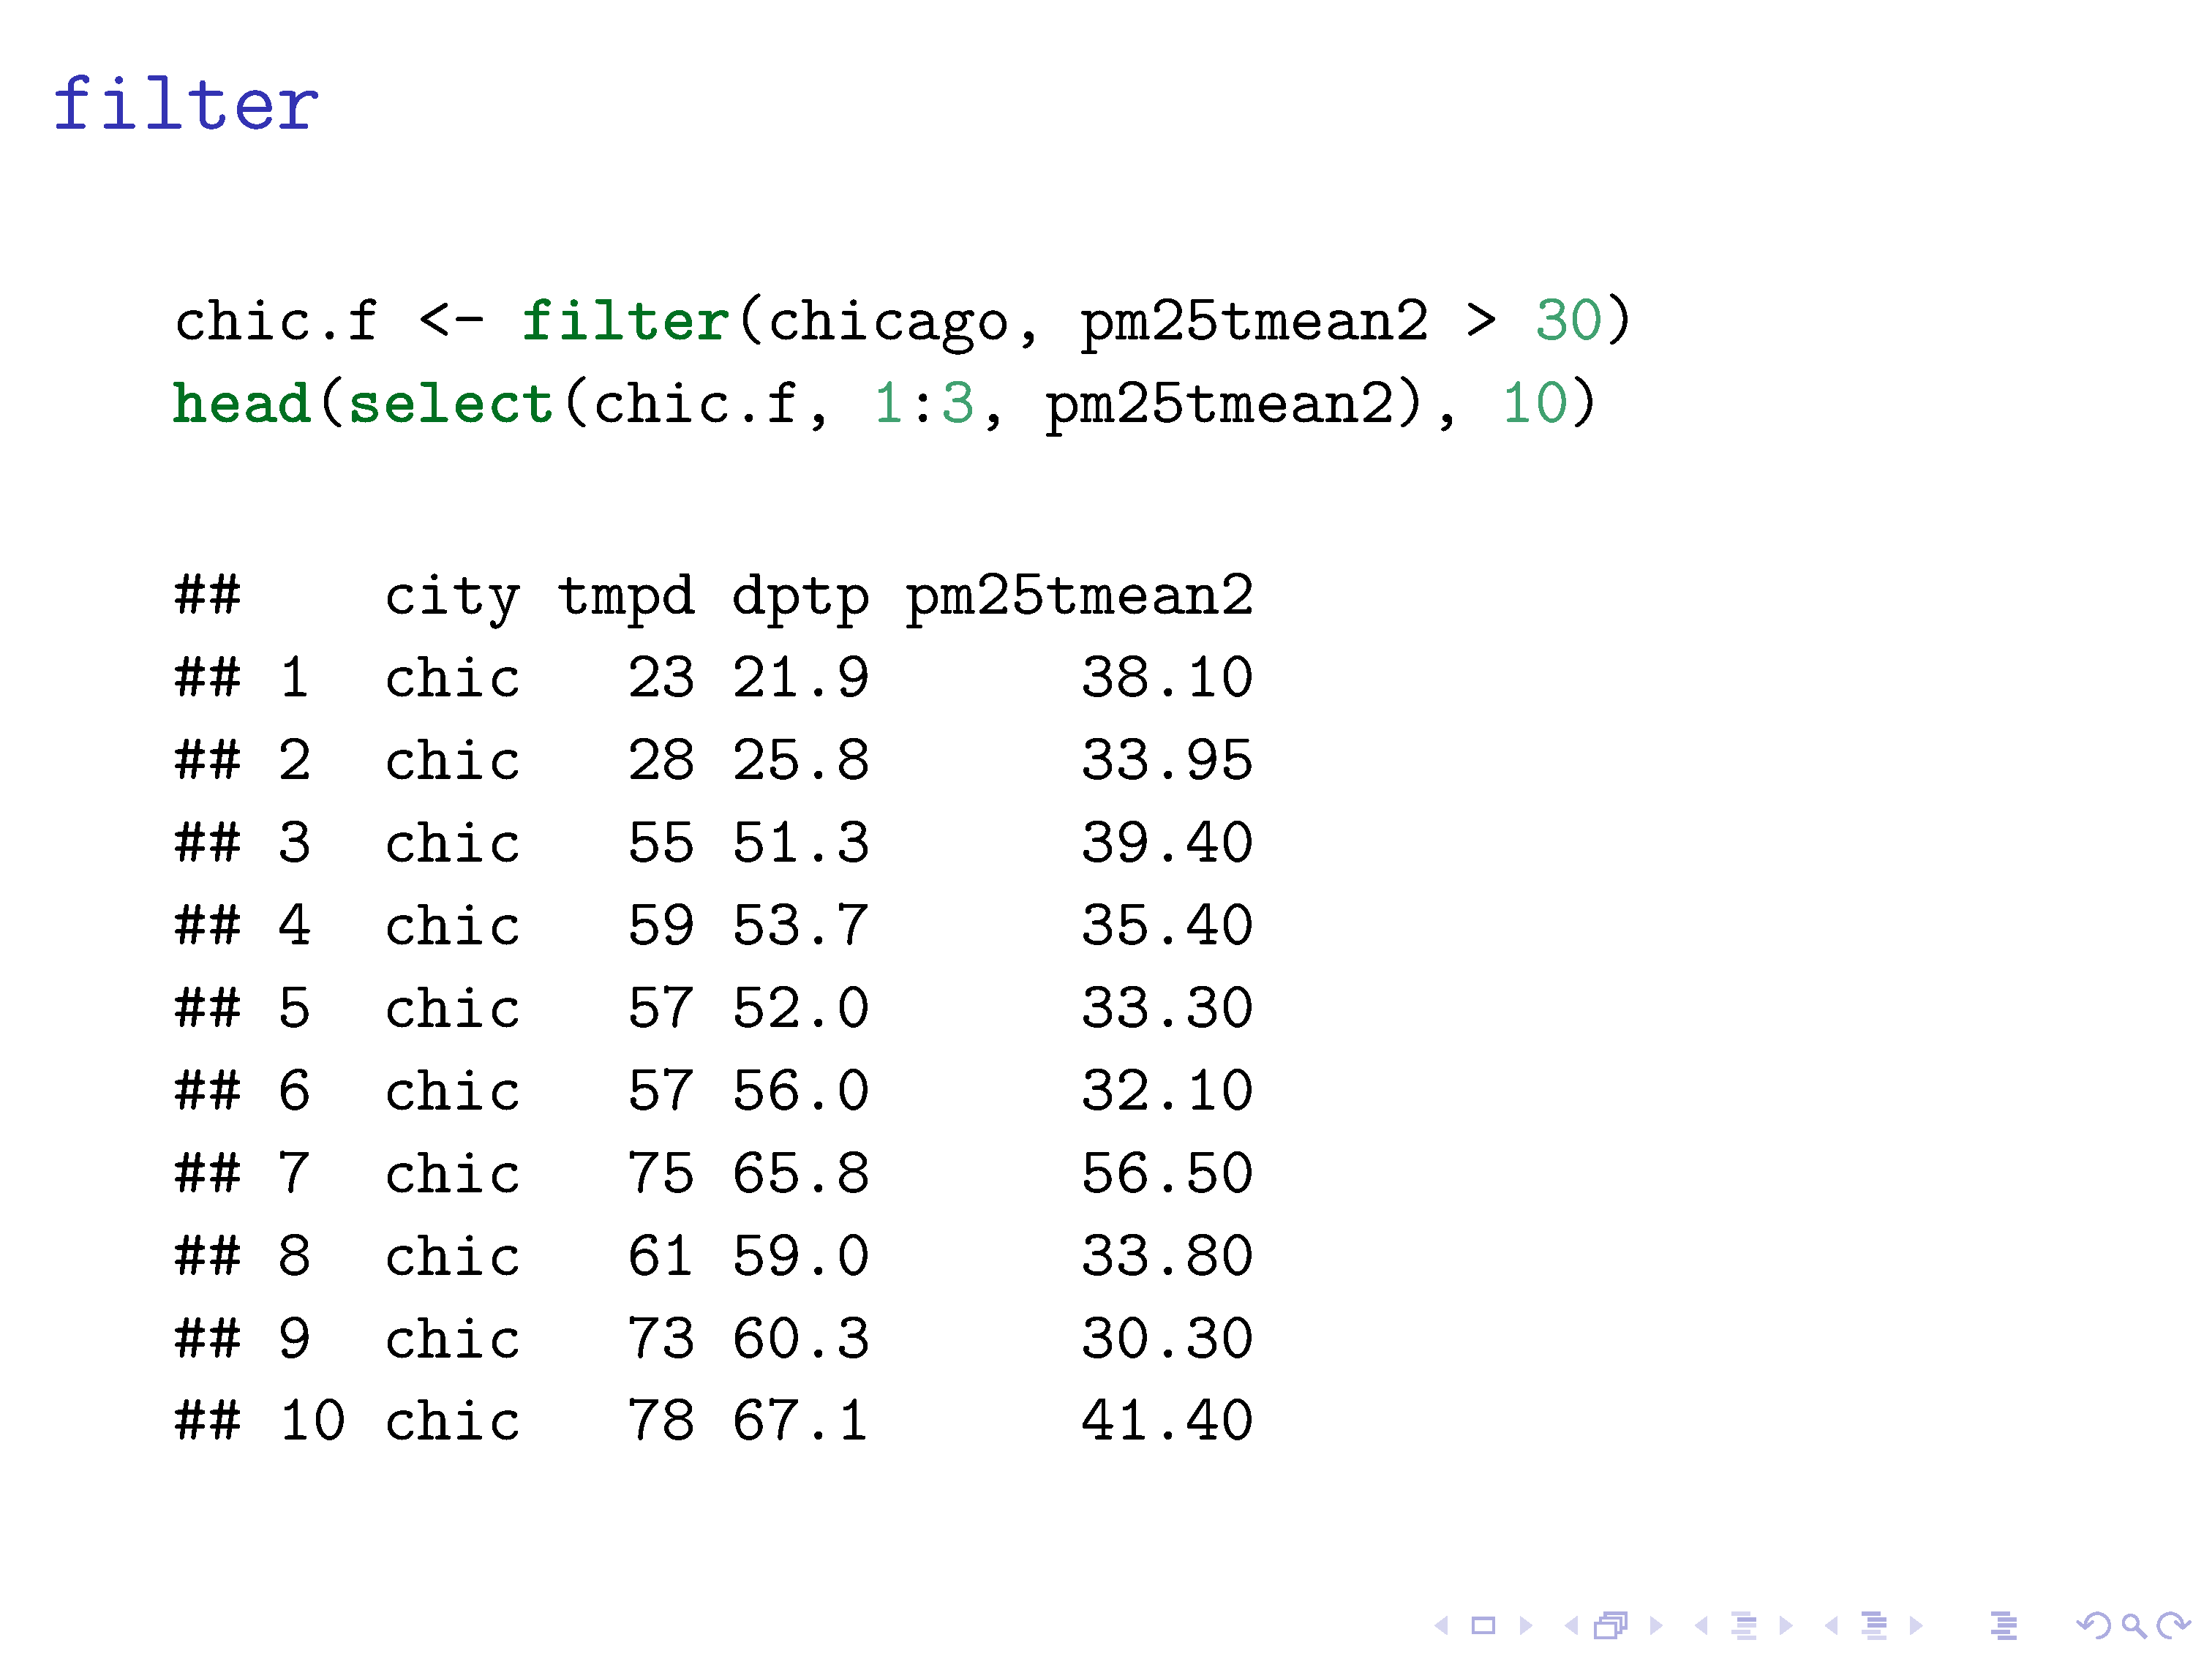 filter
chic.f <- filter(chicago, pm25tmean2 > 30)
head(select(chic.f, 1:3, pm25tmean2), 10)
##    city tmpd dptp pm25tmean2
## 1  chic   23 21.9      38.10
## 2  chic   28 25.8      33.95
## 3  chic   55 51.3      39.40
## 4  chic   59 53.7      35.40
## 5  chic   57 52.0      33.30
## 6  chic   57 56.0      32.10
## 7  chic   75 65.8      56.50
## 8  chic   61 59.0      33.80
## 9  chic   73 60.3      30.30
## 10 chic   78 67.1      41.40